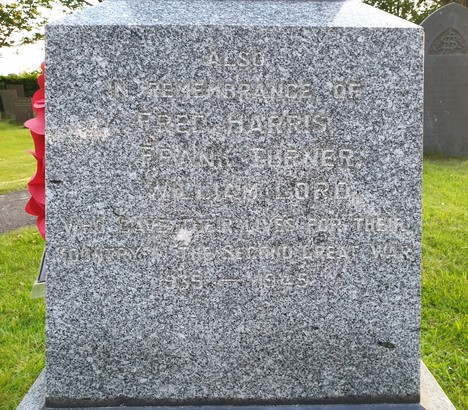 ALSO
IN REMEMBRANCE OF
FRED HARRIS
FRANK TURNER
WILLIAM LORD
WHO GAVE THEIR LIVES FOR THEIR
COUNTRY IN THE SECOND GREAT WAR
1939 — 1945